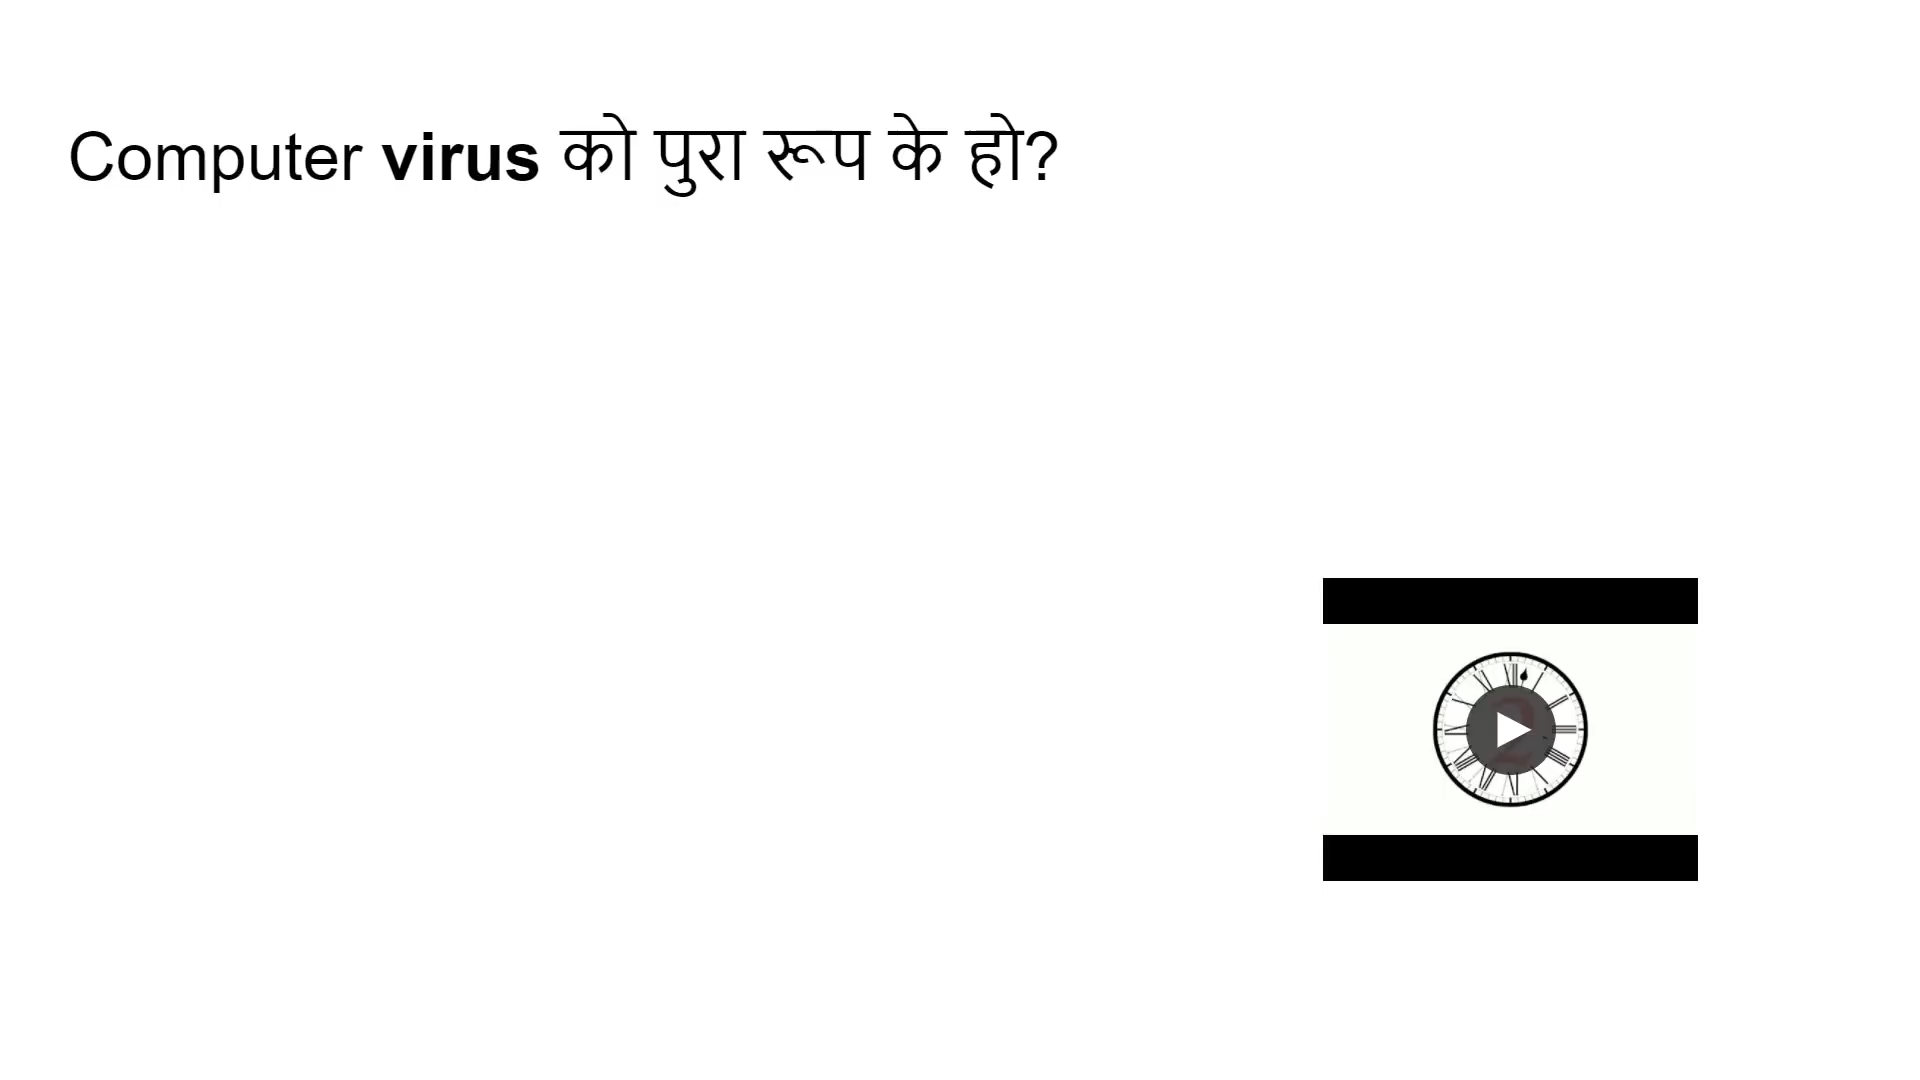 Computer virus को पुरा रूप के हो?